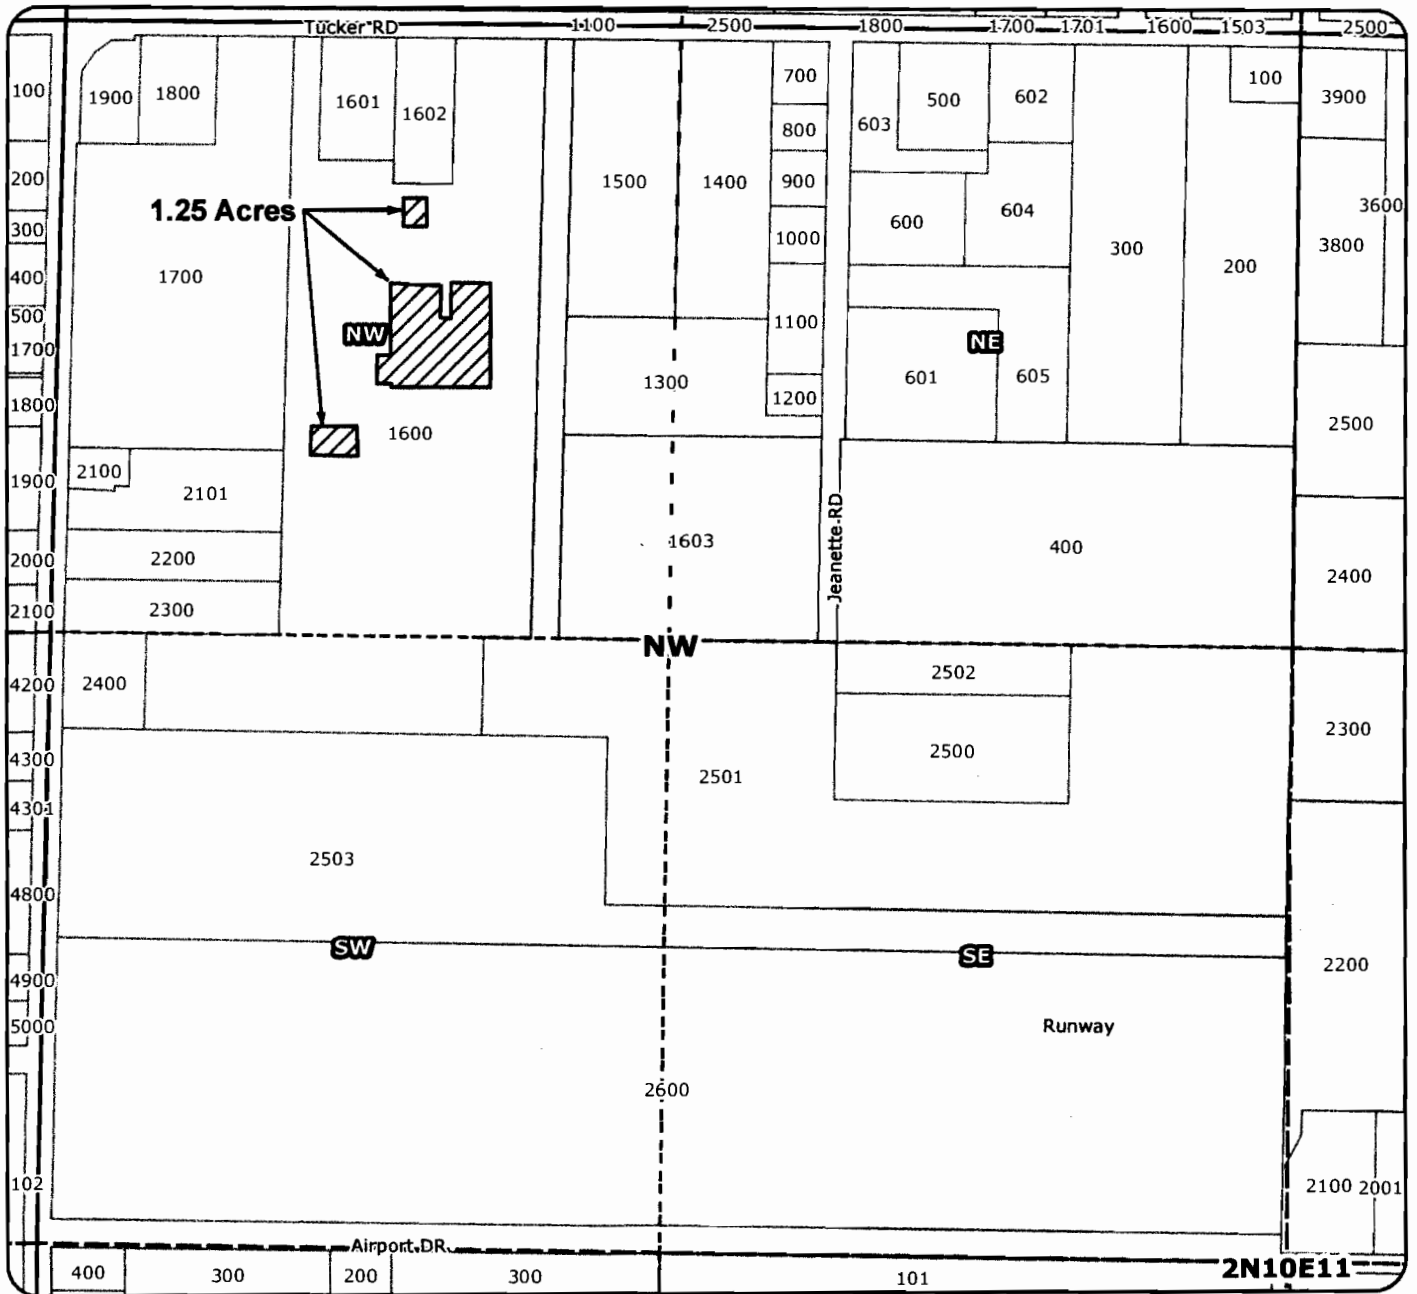 Tucker RD 1100 2500 1800 1700 1701 1600 1503 2500
100 1900 1800 1601 1602 700 603 500 602 100 3900
800
200 1500 1400 900 600 604 3600
1.25 Acres
300 1000 300 3800
400 1700 200
500 NW 1100 NE
1700 1300 601 605
1800 1600 1200 2500
1900 2100 2101
Jeanette RD
2000 2200 1603 400 2400
2100 2300
NW
4200 2400 2502 2300
4300 2501 2500
4301
2503
4800
SW SE
4900 2200
5000 Runway
2600
102 2100 2001
Airport DR
400 300 200 300 101 2N10E11